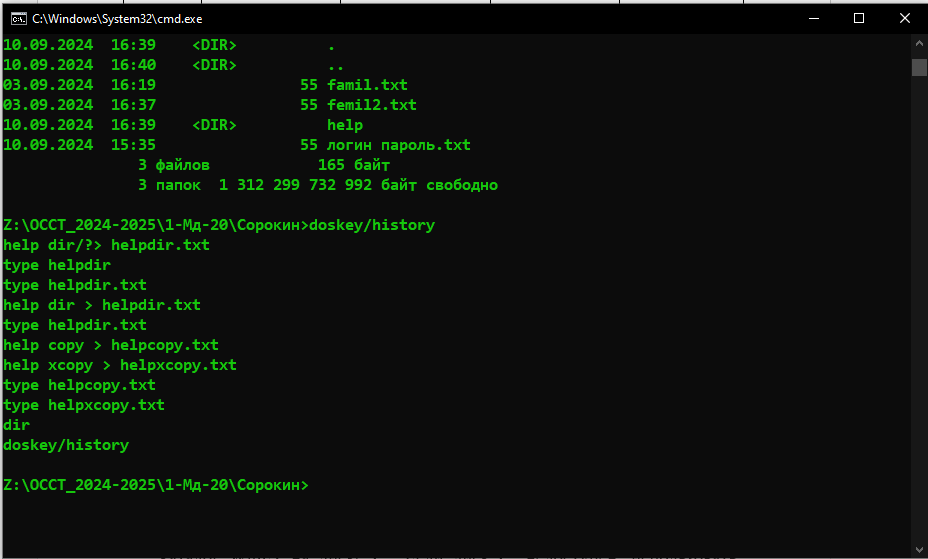 C:\Windows\System32\cmd.exe
10.09.2024  16:39    <DIR>          .
10.09.2024  16:40    <DIR>          ..
03.09.2024  16:19                55 famil.txt
03.09.2024  16:37                55 femil2.txt
10.09.2024  16:39    <DIR>          help
10.09.2024  15:35                55 логин пароль.txt
               3 файлов            165 байт
               3 папок  1 312 299 732 992 байт свободно
Z:\ОССТ_2024-2025\1-Мд-20\Сорокин>doskey/history
help dir/?> helpdir.txt
type helpdir
type helpdir.txt
help dir > helpdir.txt
type helpdir.txt
help copy > helpcopy.txt
help xcopy > helpxcopy.txt
type helpcopy.txt
type helpxcopy.txt
dir
doskey/history
Z:\ОССТ_2024-2025\1-Мд-20\Сорокин>